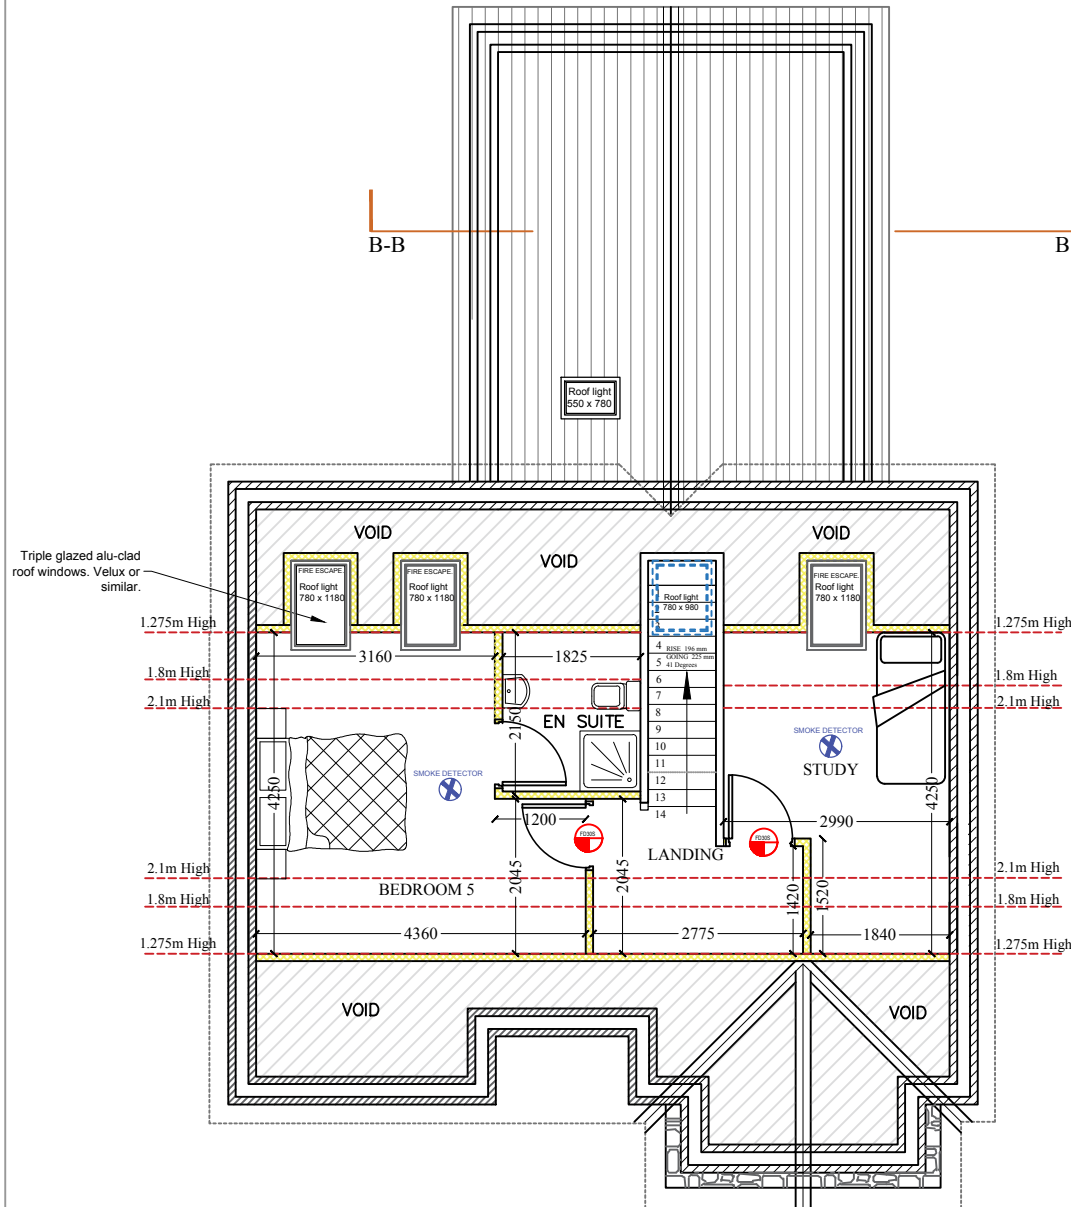 B-B
B
Roof light
550 x 780
VOID
VOID
VOID
Triple glazed alu-clad
roof windows. Velux or
similar.
FIRE ESCAPE.
Roof light
780 x 1180
FIRE ESCAPE.
Roof light
780 x 1180
Roof light
780 x 980
FIRE ESCAPE.
Roof light
780 x 1180
1.275m High
1.275m High
3160
1825
4 RISE 196 mm
5 GOING 225 mm
41 Degrees
6
7
8
9
10
11
12
13
14
1.8m High
1.8m High
2.1m High
2.1m High
2150
EN SUITE
SMOKE DETECTOR
STUDY
SMOKE DETECTOR
4250
4250
1200
2990
FD30S
FD30S
LANDING
2.1m High
2.1m High
BEDROOM 5
2045
2045
1420
1520
1.8m High
1.8m High
4360
2775
1840
1.275m High
1.275m High
VOID
VOID